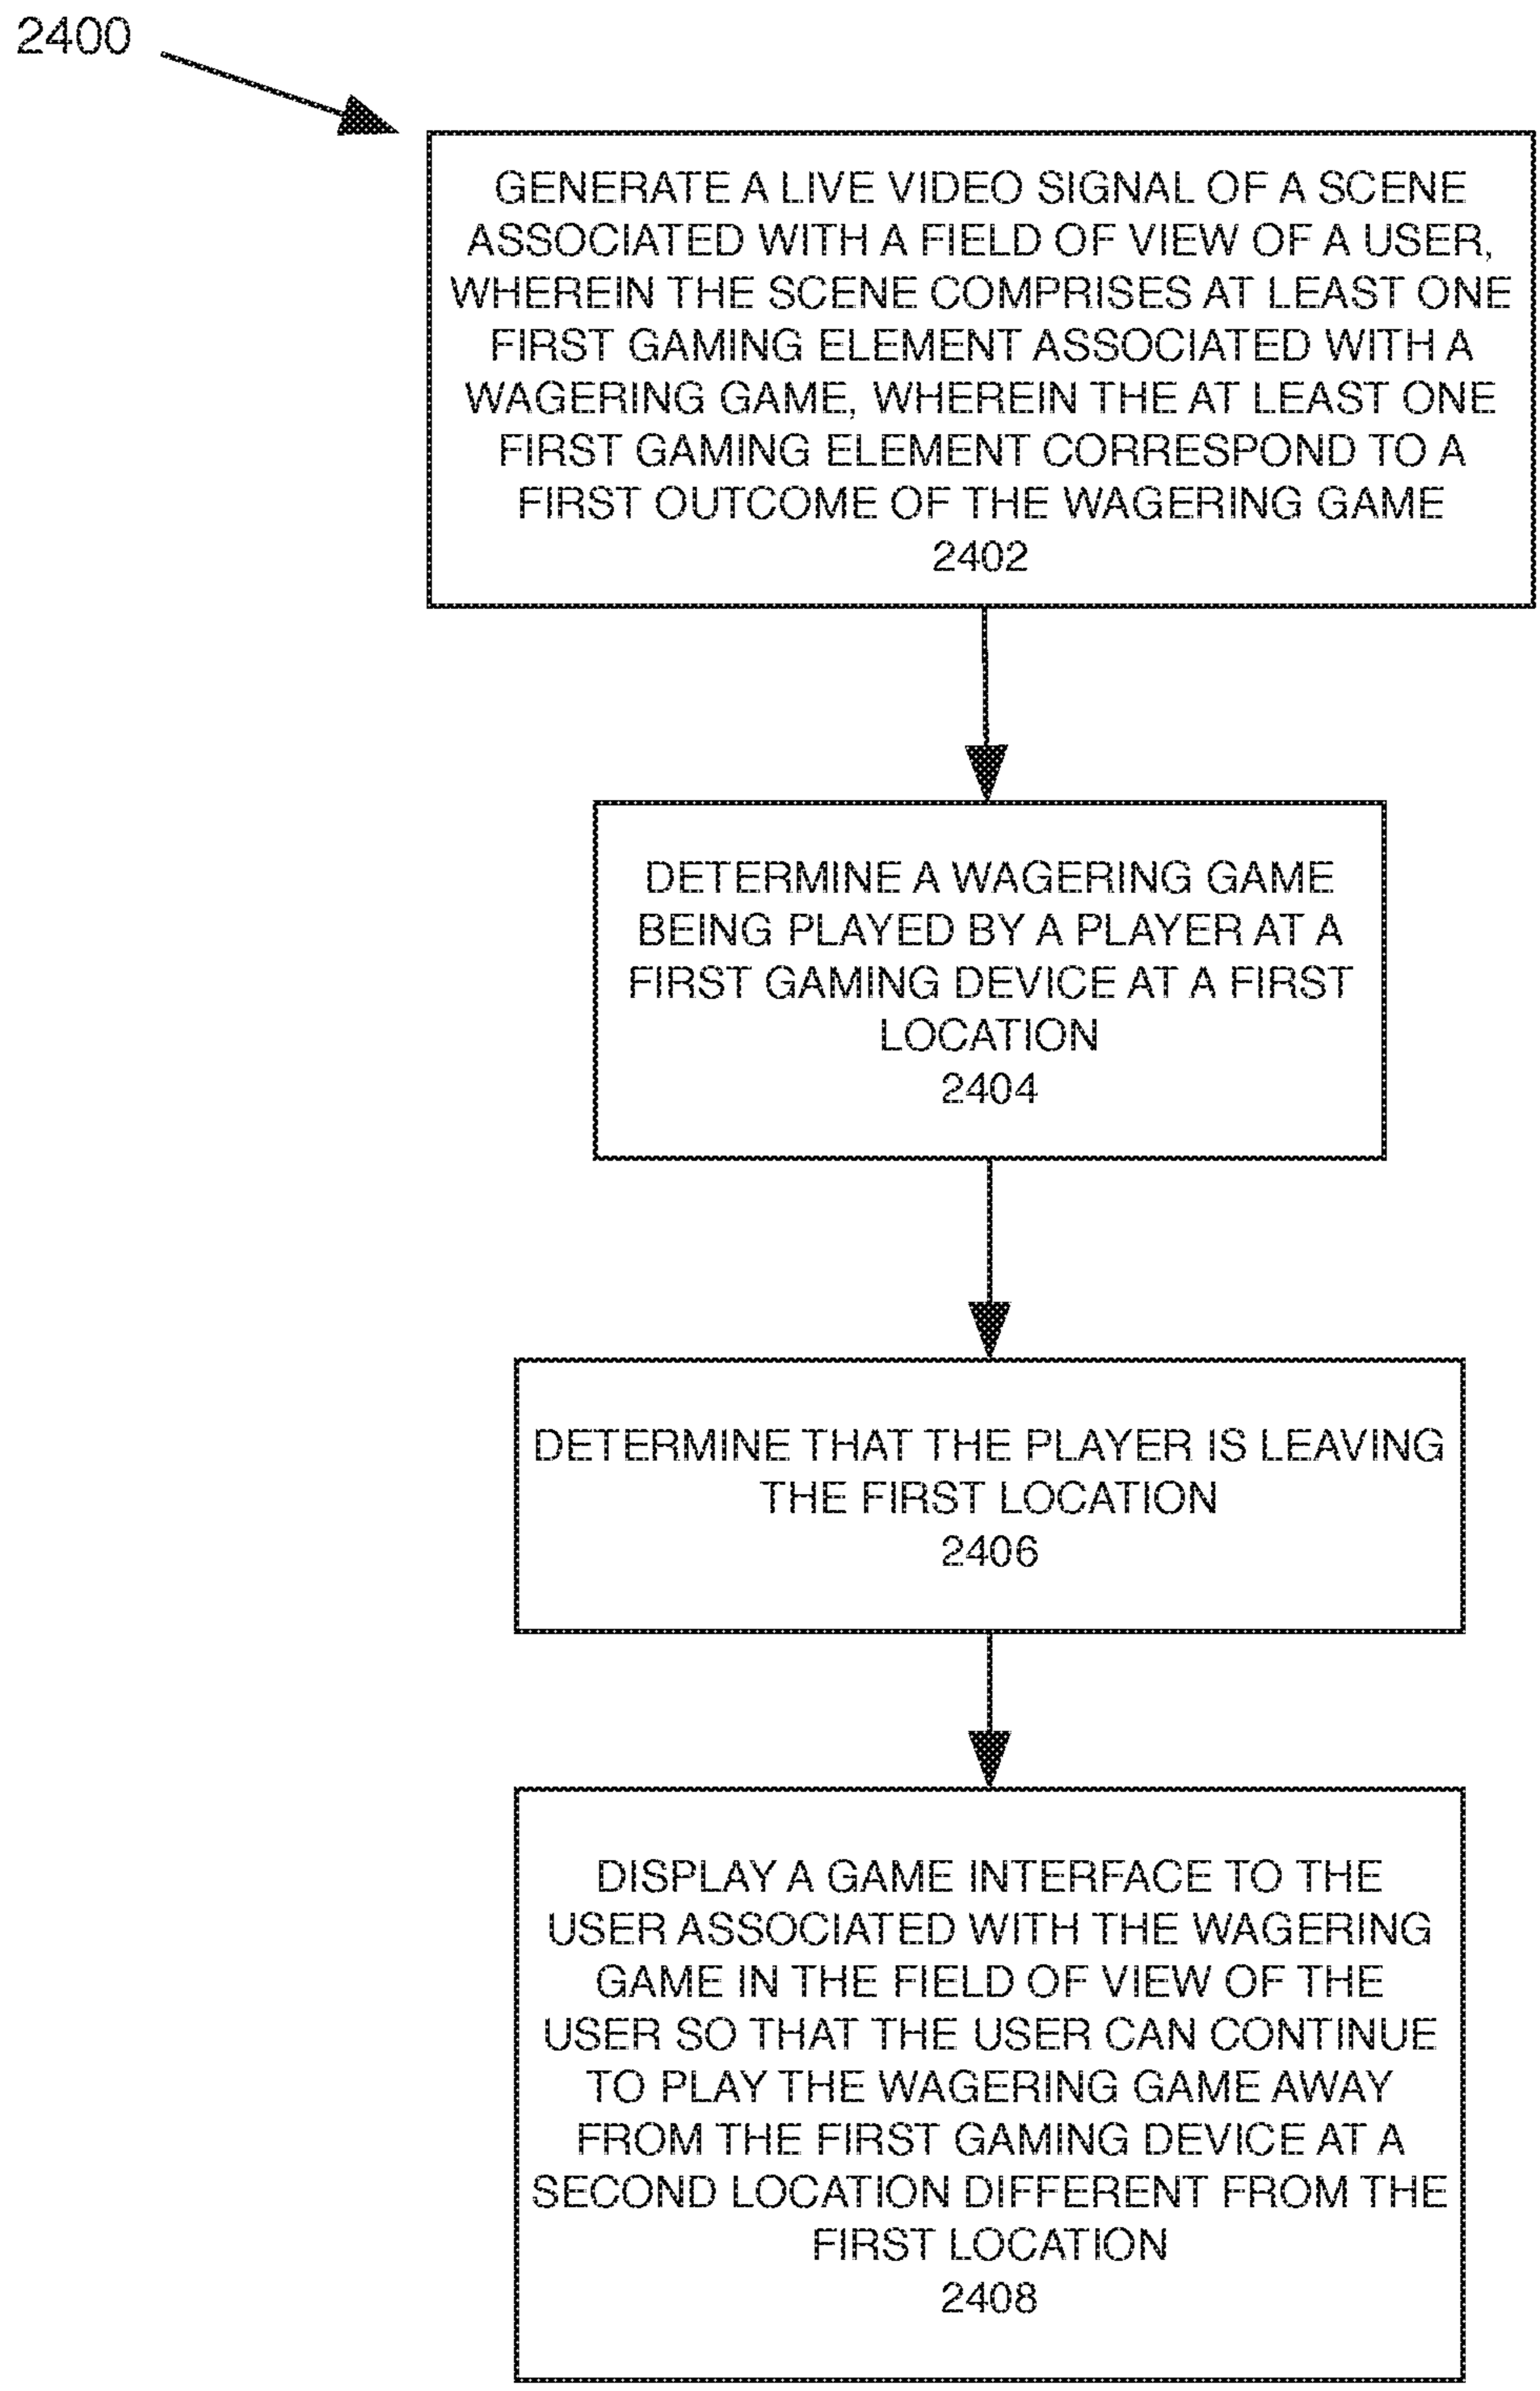 2400
GENERATE A LIVE VIDEO SIGNAL OF A SCENE
ASSOCIATED WITH A FIELD OF VIEW OF A USER,
WHEREIN THE SCENE COMPRISES AT LEAST ONE
FIRST GAMING ELEMENT ASSOCIATED WITH A
WAGERING GAME, WHEREIN THE AT LEAST ONE
FIRST GAMING ELEMENT CORRESPOND TO A
FIRST OUTCOME OF THE WAGERING GAME
2402
DETERMINE A WAGERING GAME
BEING PLAYED BY A PLAYER AT A
FIRST GAMING DEVICE AT A FIRST
LOCATION
2404
DETERMINE THAT THE PLAYER IS LEAVING
THE FIRST LOCATION
2406
DISPLAY A GAME INTERFACE TO THE
USER ASSOCIATED WITH THE WAGERING
GAME IN THE FIELD OF VIEW OF THE
USER SO THAT THE USER CAN CONTINUE
TO PLAY THE WAGERING GAME AWAY
FROM THE FIRST GAMING DEVICE AT A
SECOND LOCATION DIFFERENT FROM THE
FIRST LOCATION
2408